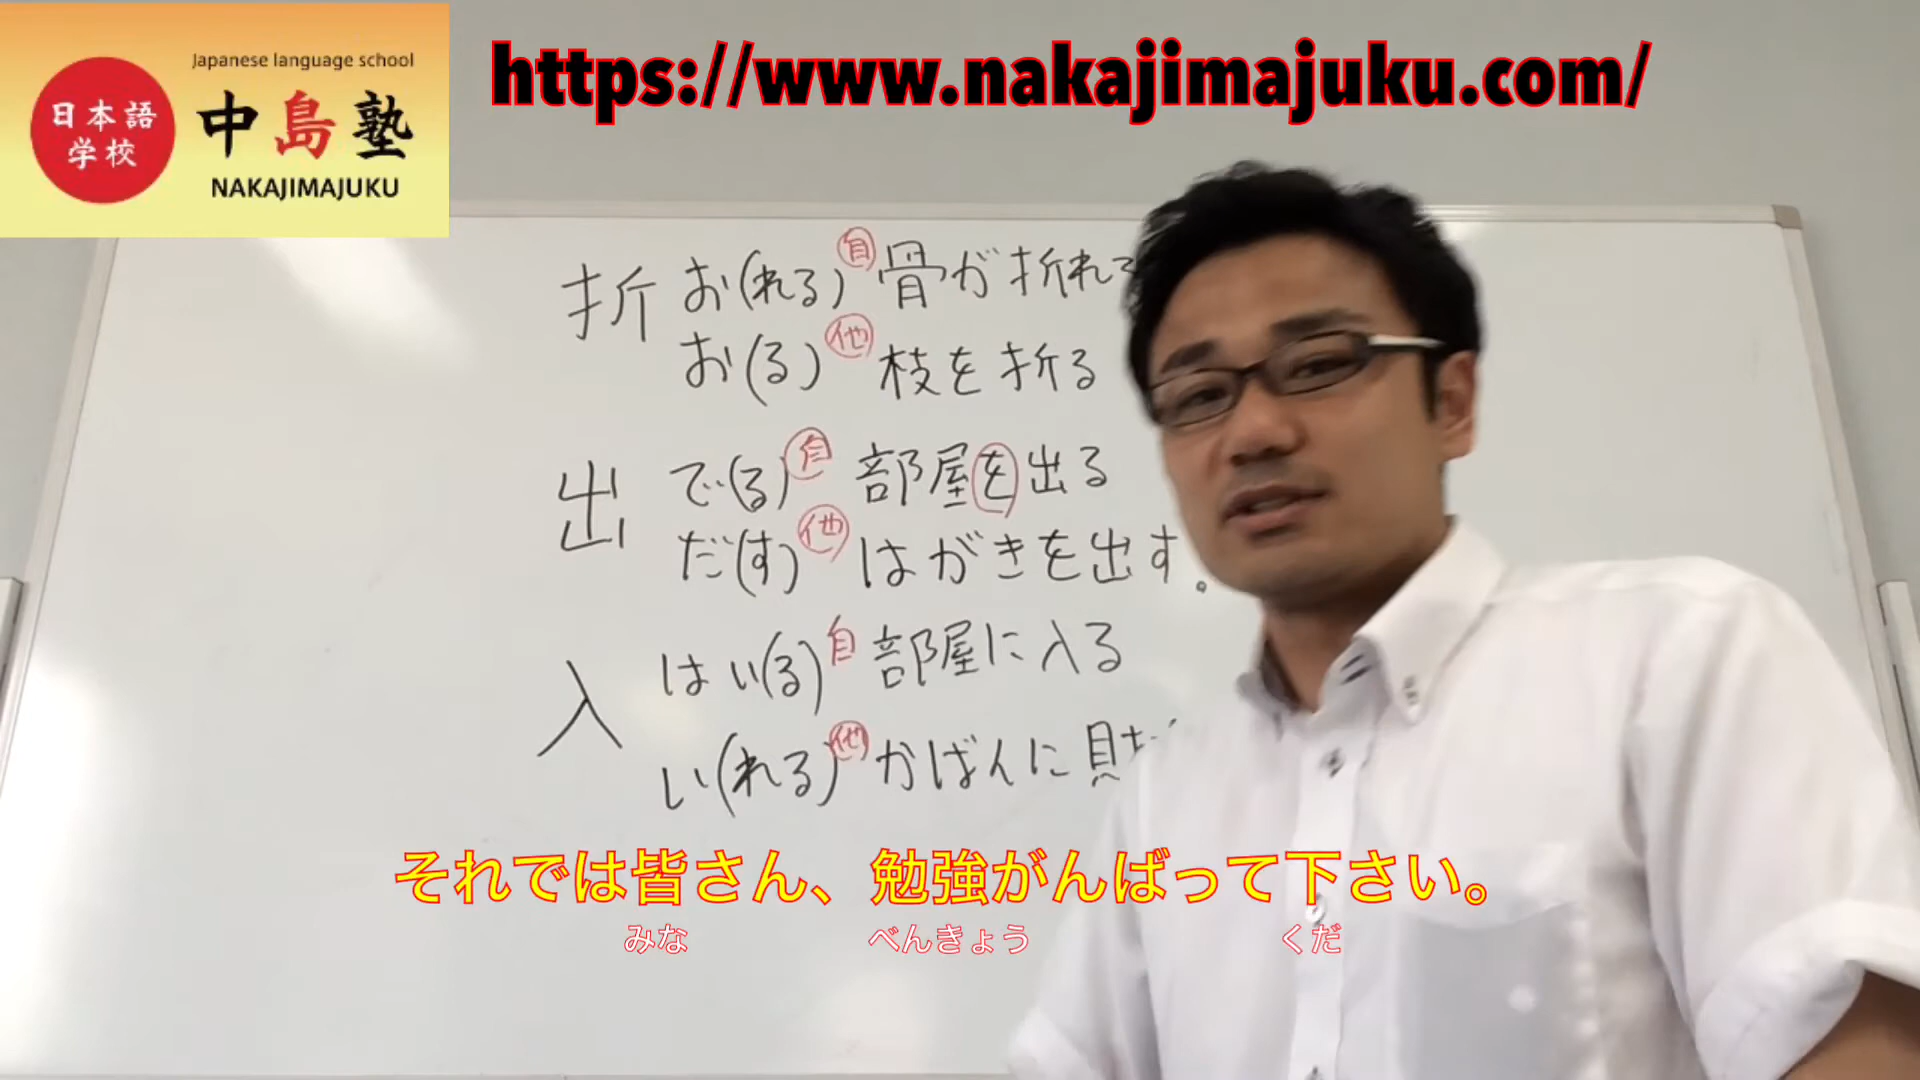 Japanese language school
日本語
学校
中島塾
NAKAJIMAJUKU
https://www.nakajimajuku.com/
折 お(れる) 自 骨が折れ
お(る) 他 枝を折る
出 で(る) 自 部屋を出る
だ(す) 他 はがきを出す。
入 はい(る) 自 部屋に入る
い(れる) 他 かばんに財
それでは皆さん、勉強がんばって下さい。
みな べんきょう くだ